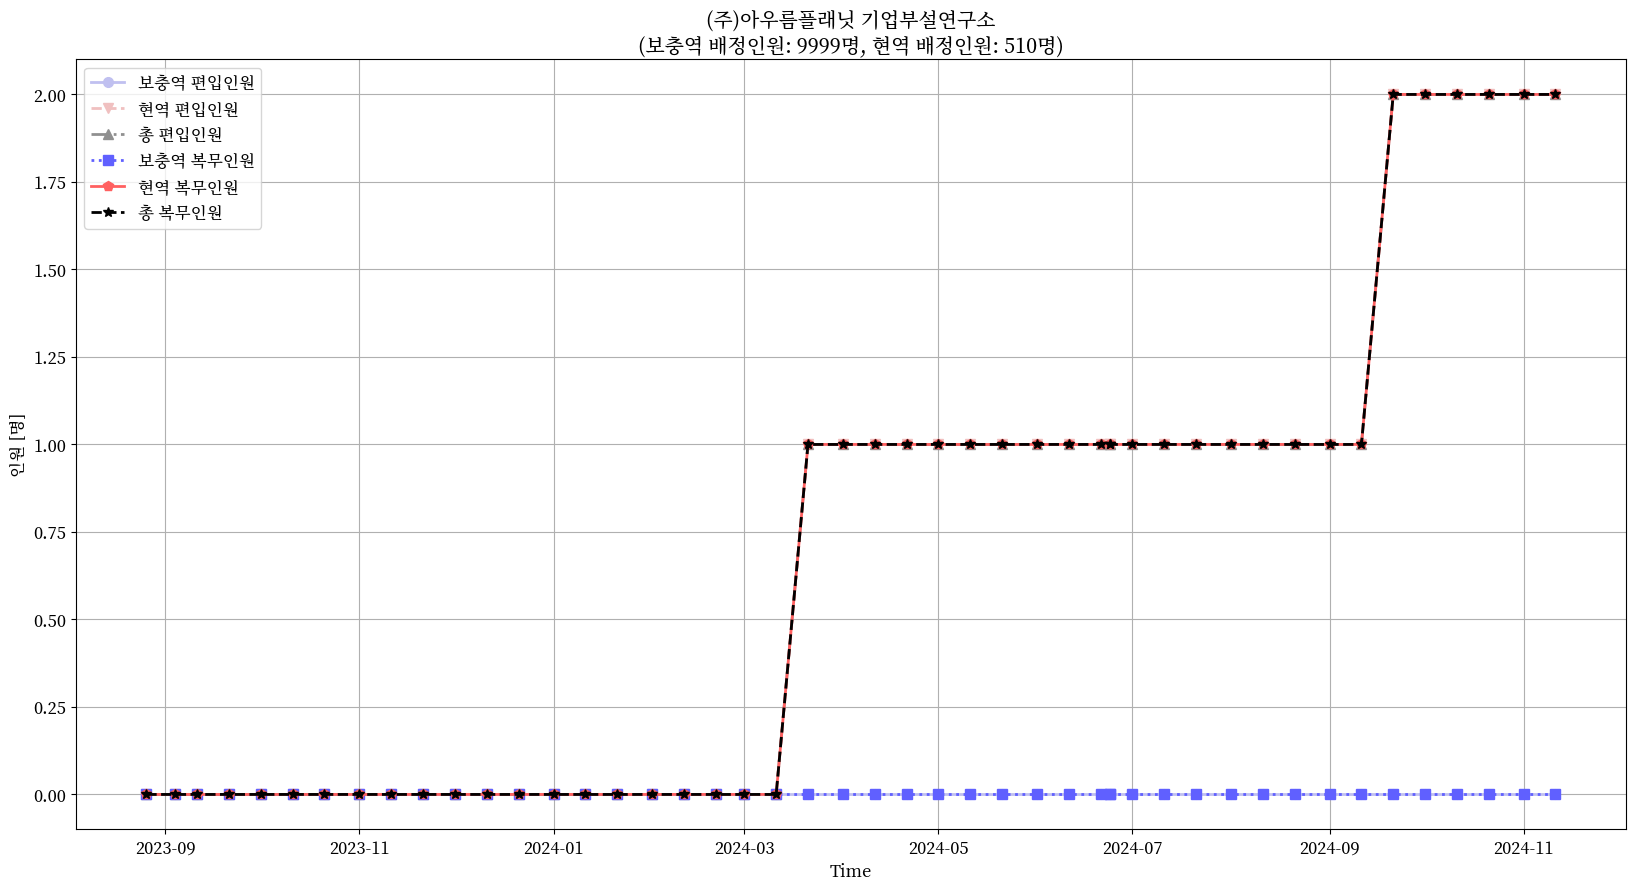 (주)아우름플래닛 기업부설연구소
(보충역 배정인원: 9999명, 현역 배정인원: 510명)
보충역 편입인원
현역 편입인원
총 편입인원
보충역 복무인원
현역 복무인원
총 복무인원
인원 [명]
2.00
1.75
1.50
1.25
1.00
0.75
0.50
0.25
0.00
2023-09 2023-11 2024-01 2024-03 2024-05 2024-07 2024-09 2024-11
Time